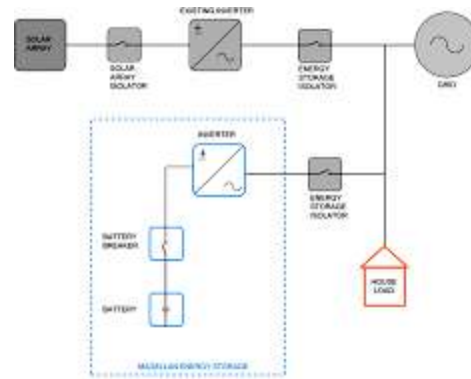 EXISTING INVERTER
SOLAR
ARRAY
SOLAR
ARRAY
ISOLATOR
ENERGY
STORAGE
ISOLATOR
GRID
INVERTER
ENERGY
STORAGE
ISOLATOR
BATTERY
BREAKER
HOUSE
LOAD
BATTERY
MAGELLAN ENERGY STORAGE